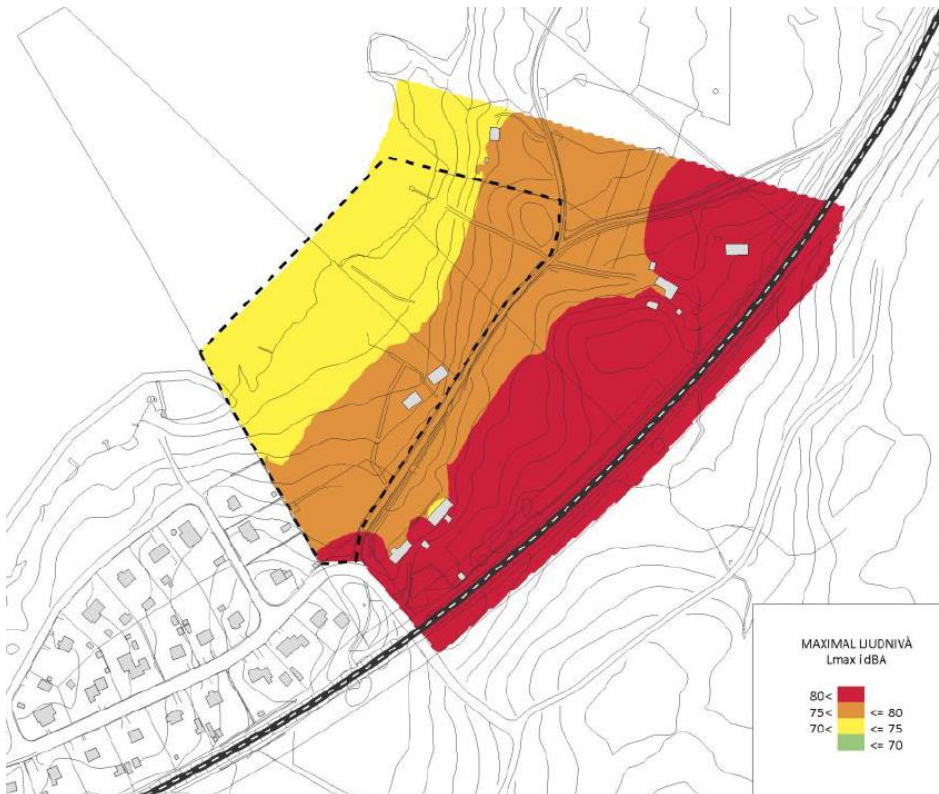 MAXIMAL LJUDNIVÅ
Lmax i dBA
80<
75< <= 80
70< <= 75
<= 70